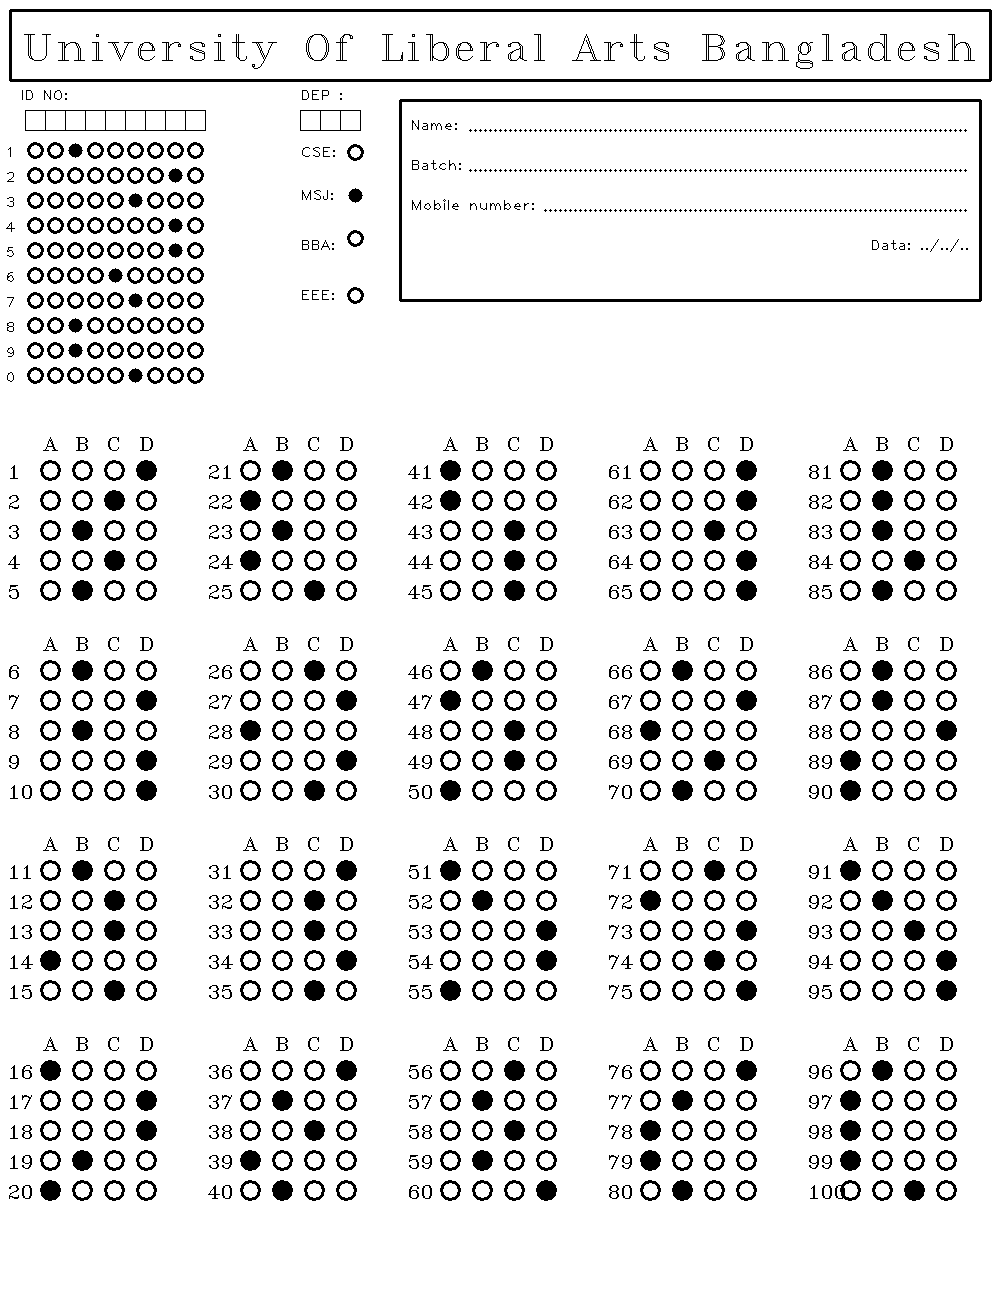 University Of Liberal Arts Bangladesh
ID NO:
DEP :
1
2
3
4
5
6
7
8
9
0
CSE:
MSJ:
BBA:
EEE:
Name: ........................................
Batch: ........................................
Mobile number: ........................................
Data: ../../..
A B C D A B C D A B C D A B C D A B C D
1 21 41 61 81
2 22 42 62 82
3 23 43 63 83
4 24 44 64 84
5 25 45 65 85
A B C D A B C D A B C D A B C D A B C D
6 26 46 66 86
7 27 47 67 87
8 28 48 68 88
9 29 49 69 89
10 30 50 70 90
A B C D A B C D A B C D A B C D A B C D
11 31 51 71 91
12 32 52 72 92
13 33 53 73 93
14 34 54 74 94
15 35 55 75 95
A B C D A B C D A B C D A B C D A B C D
16 36 56 76 96
17 37 57 77 97
18 38 58 78 98
19 39 59 79 99
20 40 60 80 100